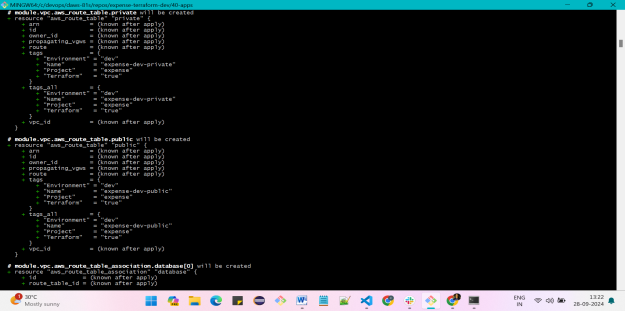 MINGW64:/c/devops/daws-81s/repos/expense-terraform-dev/40-apps
# module.vpc.aws_route_table.private will be created
+ resource "aws_route_table" "private" {
+ arn = (known after apply)
+ id = (known after apply)
+ owner_id = (known after apply)
+ propagating_vgws = (known after apply)
+ route = (known after apply)
+ tags = {
+ "Environment" = "dev"
+ "Name" = "expense-dev-private"
+ "Project" = "expense"
+ "Terraform" = "true"
}
+ tags_all = {
+ "Environment" = "dev"
+ "Name" = "expense-dev-private"
+ "Project" = "expense"
+ "Terraform" = "true"
}
+ vpc_id = (known after apply)
}
# module.vpc.aws_route_table.public will be created
+ resource "aws_route_table" "public" {
+ arn = (known after apply)
+ id = (known after apply)
+ owner_id = (known after apply)
+ propagating_vgws = (known after apply)
+ route = (known after apply)
+ tags = {
+ "Environment" = "dev"
+ "Name" = "expense-dev-public"
+ "Project" = "expense"
+ "Terraform" = "true"
}
+ tags_all = {
+ "Environment" = "dev"
+ "Name" = "expense-dev-public"
+ "Project" = "expense"
+ "Terraform" = "true"
}
+ vpc_id = (known after apply)
}
# module.vpc.aws_route_table_association.database[0] will be created
+ resource "aws_route_table_association" "database" {
+ id = (known after apply)
+ route_table_id = (known after apply)
30°C
Mostly sunny
ENG
IN
13:22
28-09-2024